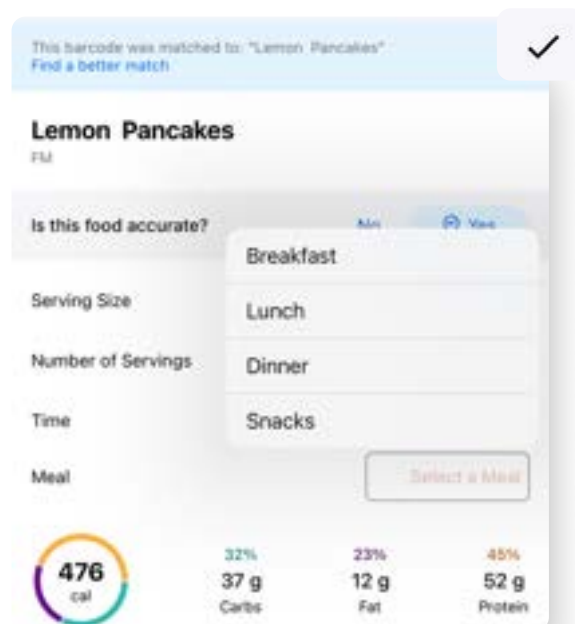 This barcode was matched to: "Lemon Pancakes"
Find a better match
Lemon Pancakes
FM
Is this food accurate?
No
Yes
Breakfast
Serving Size
Lunch
Number of Servings
Dinner
Time
Snacks
Meal
Select a Meal
476
cal
32%
23%
45%
37 g
12 g
52 g
Carbs
Fat
Protein